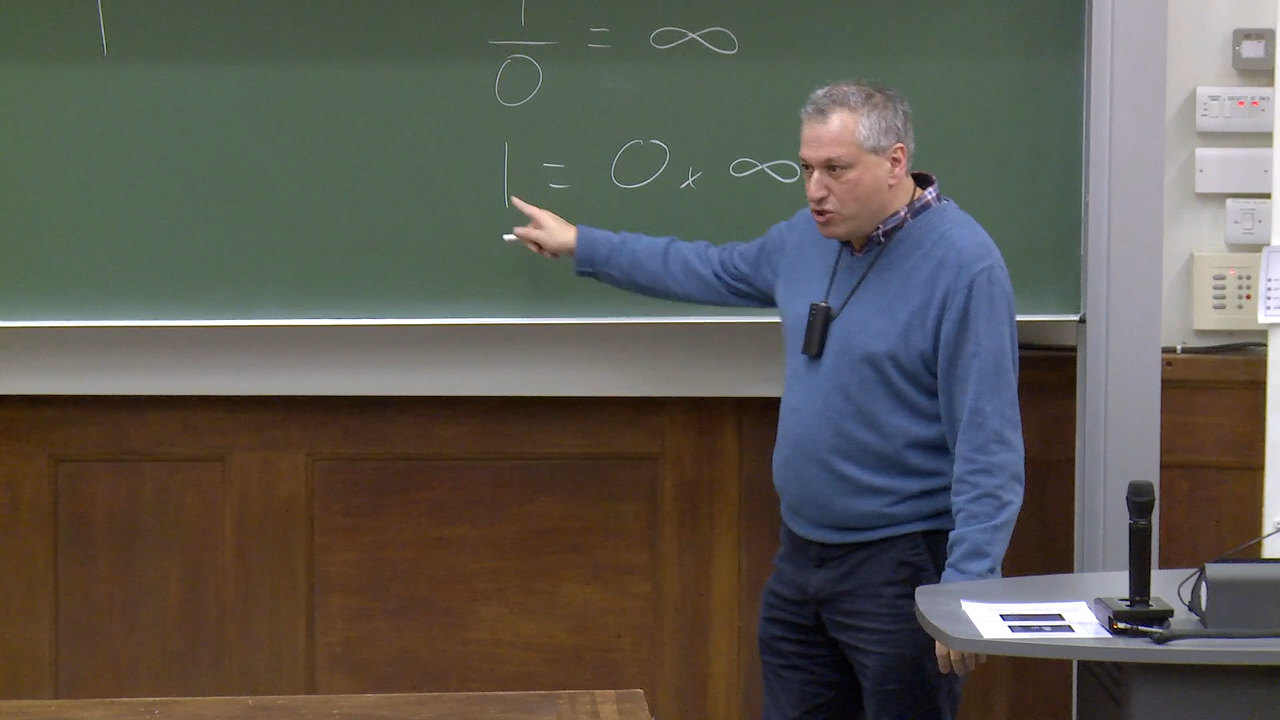 1
— = ∞
0
1 = 0 x ∞